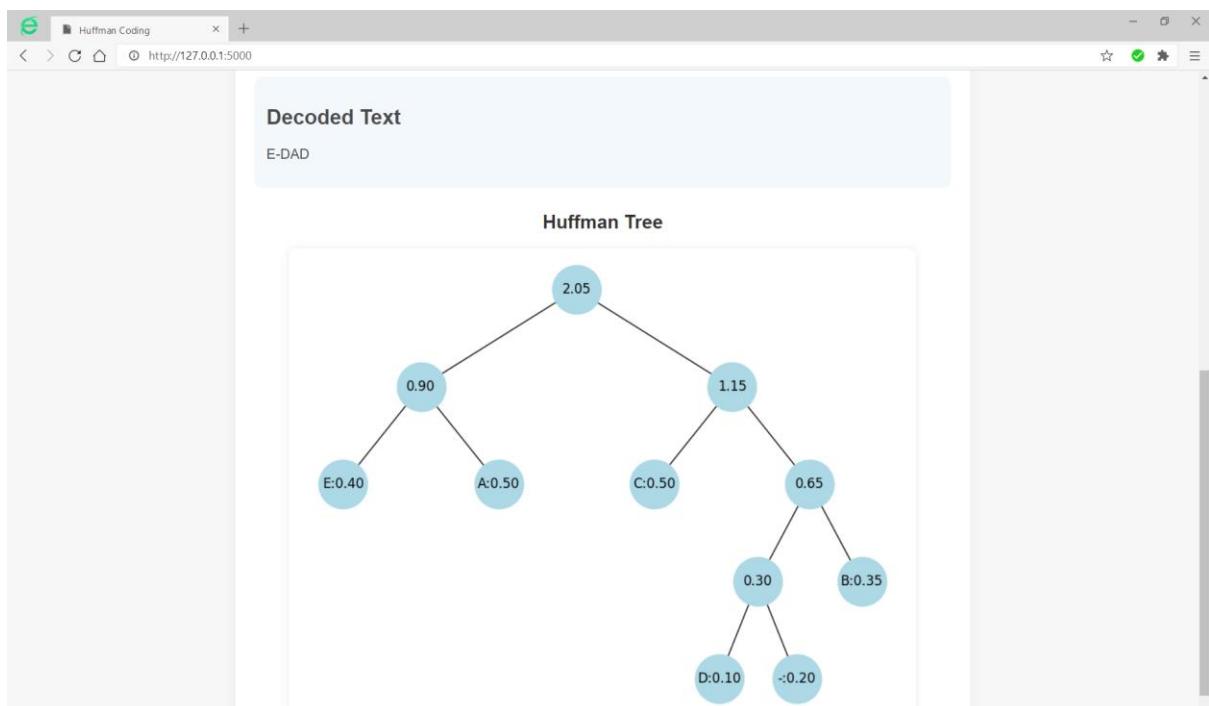 Huffman Coding
http://127.0.0.1:5000
Decoded Text
E-DAD
Huffman Tree
2.05
0.90 1.15
E:0.40 A:0.50 C:0.50 0.65
0.30 B:0.35
D:0.10 -:0.20